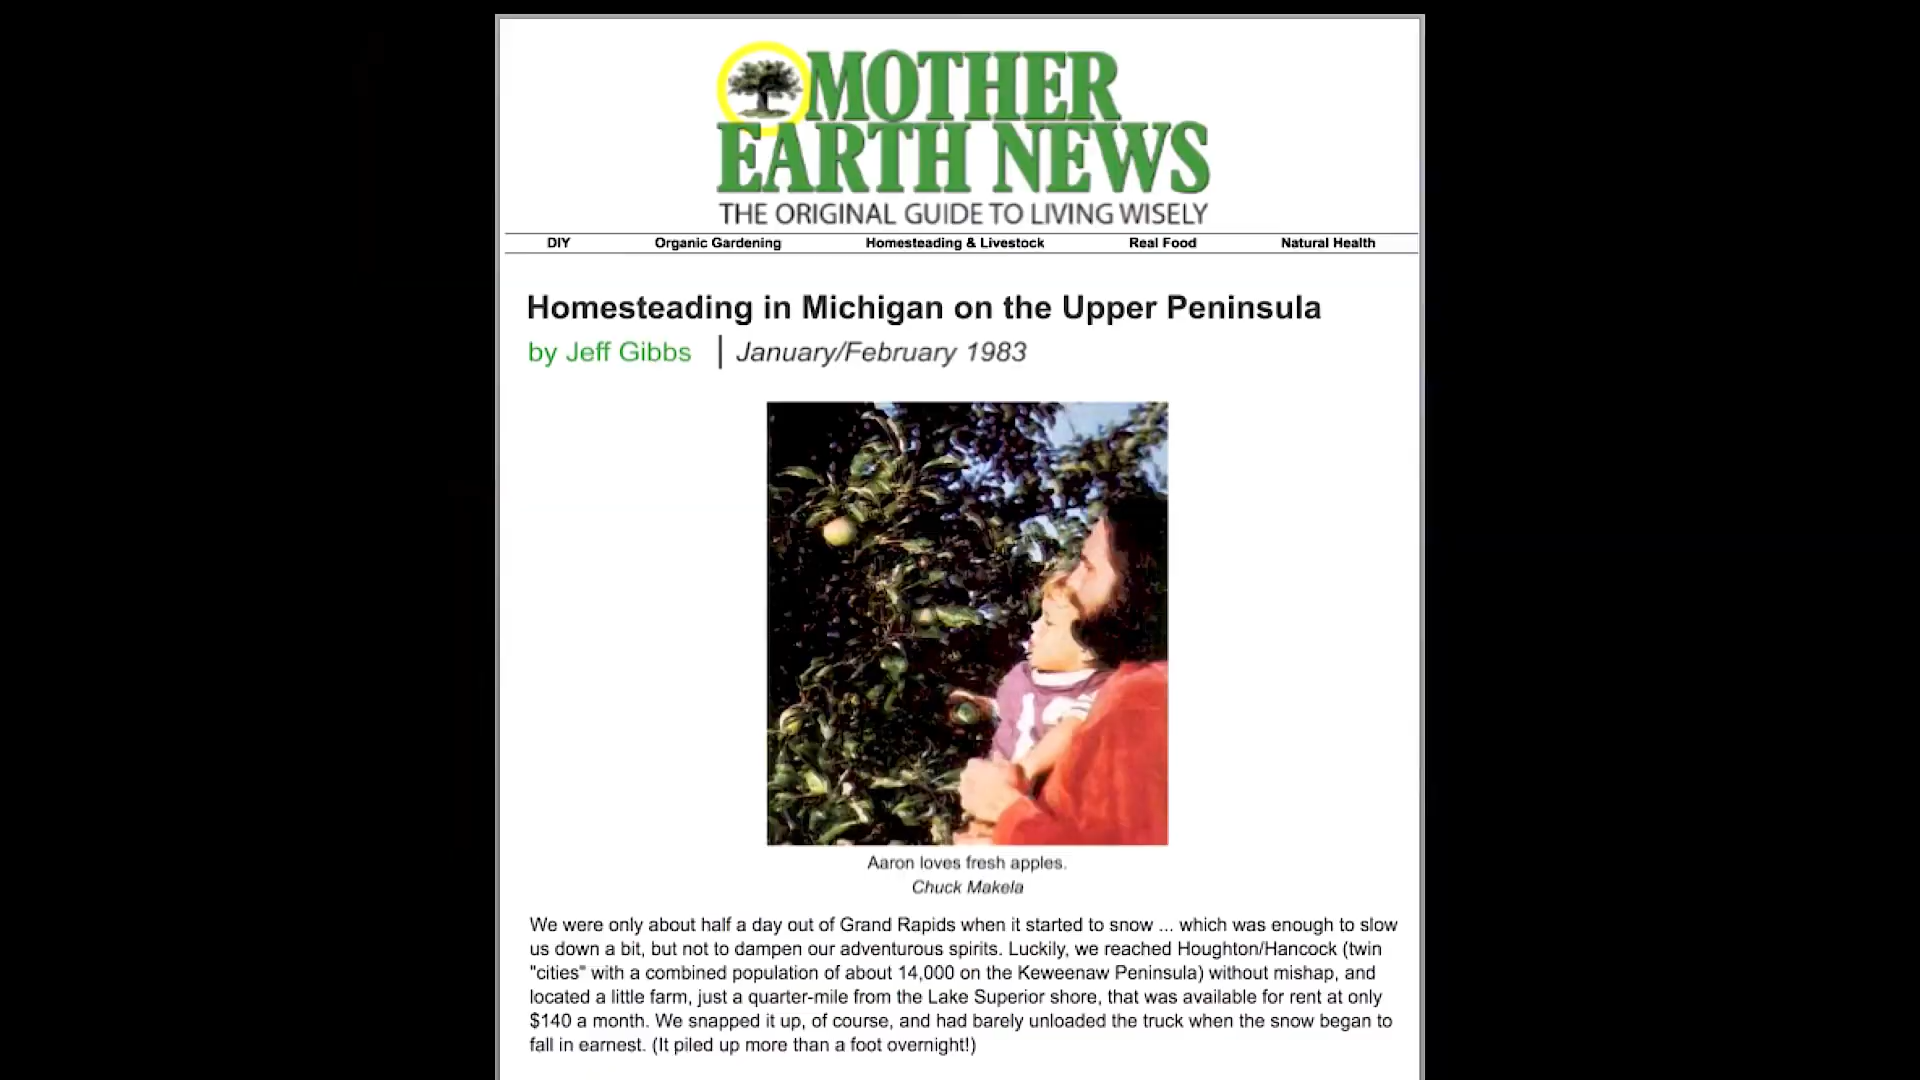 MOTHER
EARTH NEWS
THE ORIGINAL GUIDE TO LIVING WISELY
DIY Organic Gardening Homesteading & Livestock Real Food Natural Health
Homesteading in Michigan on the Upper Peninsula
by Jeff Gibbs | January/February 1983
Aaron loves fresh apples.
Chuck Makela
We were only about half a day out of Grand Rapids when it started to snow ... which was enough to slow
us down a bit, but not to dampen our adventurous spirits. Luckily, we reached Houghton/Hancock (twin
"cities" with a combined population of about 14,000 on the Keweenaw Peninsula) without mishap, and
located a little farm, just a quarter-mile from the Lake Superior shore, that was available for rent at only
$140 a month. We snapped it up, of course, and had barely unloaded the truck when the snow began to
fall in earnest. (It piled up more than a foot overnight!)